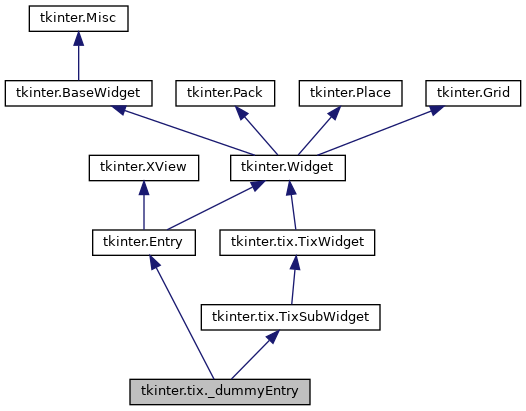 tkinter.Misc
tkinter.BaseWidget
tkinter.Pack
tkinter.Place
tkinter.Grid
tkinter.XView
tkinter.Widget
tkinter.Entry
tkinter.tix.TixWidget
tkinter.tix.TixSubWidget
tkinter.tix._dummyEntry